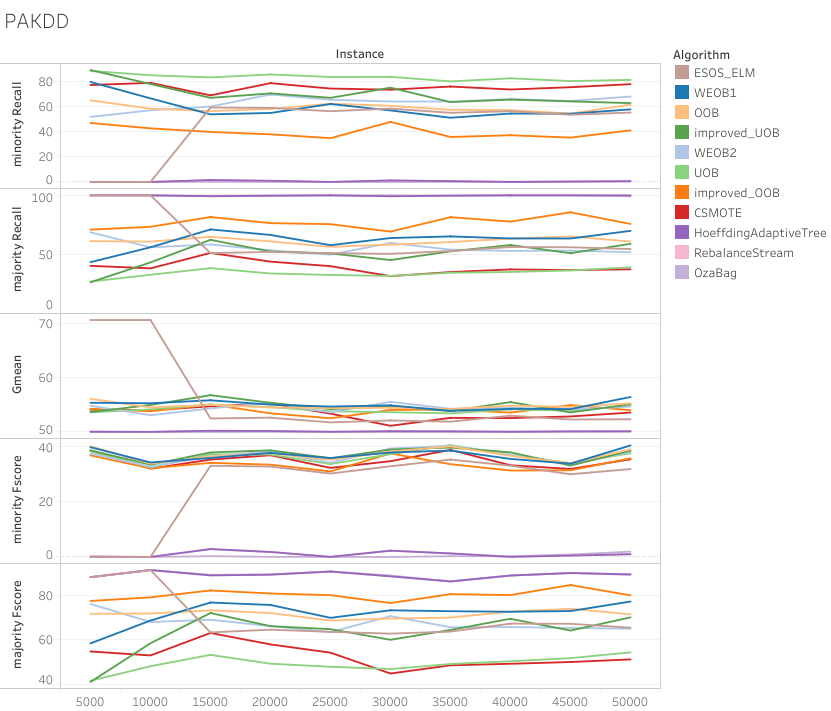 PAKDD
Instance
minority Recall
80
60
40
20
0
majority Recall
100
50
0
Gmean
70
60
50
minority Fscore
40
20
0
majority Fscore
80
60
40
5000 10000 15000 20000 25000 30000 35000 40000 45000 50000
Algorithm
ESOS_ELM
WEOB1
OOB
improved_UOB
WEOB2
UOB
improved_OOB
CSMOTE
HoeffdingAdaptiveTree
RebalanceStream
OzaBag